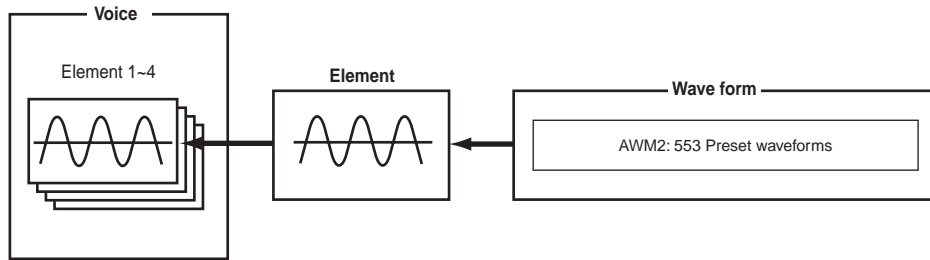 Voice
Element 1~4
Element
Wave form
AWM2: 553 Preset waveforms